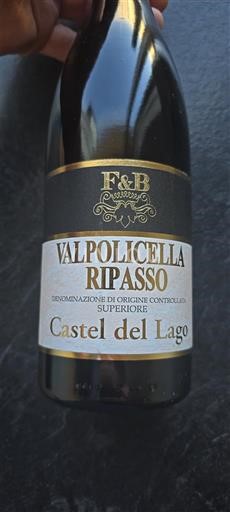 F&B
VALPOLICELLA
RIPASSO
DENOMINAZIONE DI ORIGINE CONTROLLATA
SUPERIORE
Castel del Lago